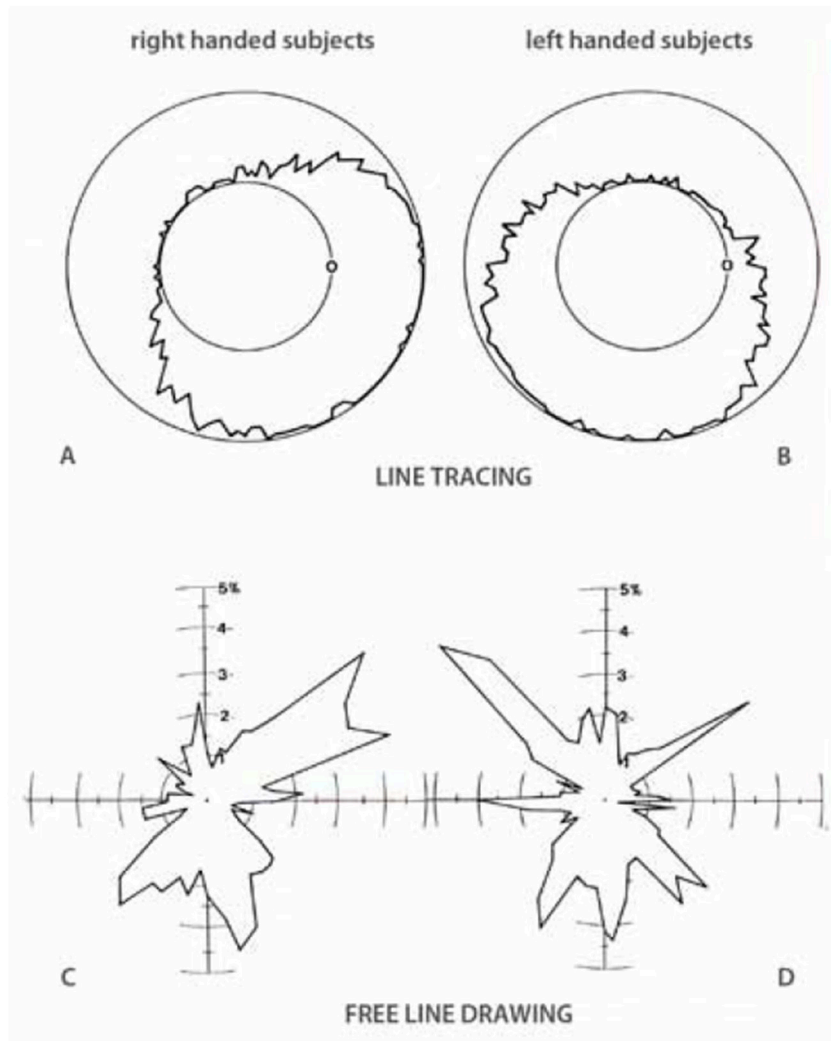 right handed subjects left handed subjects
O O
A B
LINE TRACING
5% 5%
4 4
3 3
2 2
C D
FREE LINE DRAWING